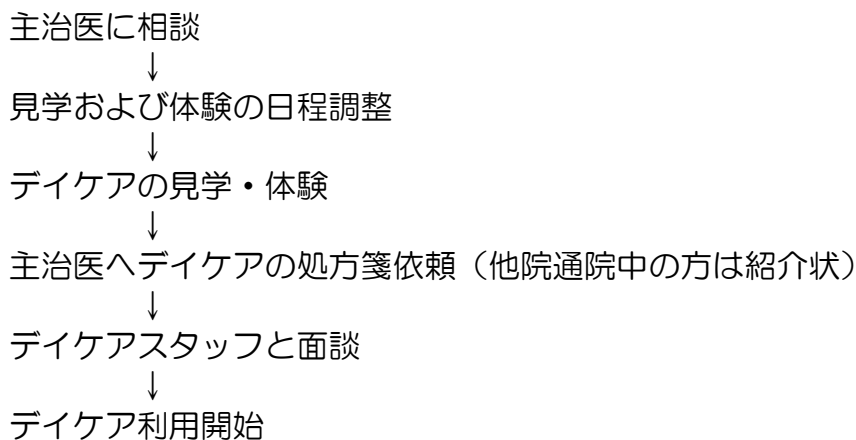 主治医に相談
↓
見学および体験の日程調整
↓
デイケアの見学・体験
↓
主治医へデイケアの処方箋依頼（他院通院中の方は紹介状）
↓
デイケアスタッフと面談
↓
デイケア利用開始